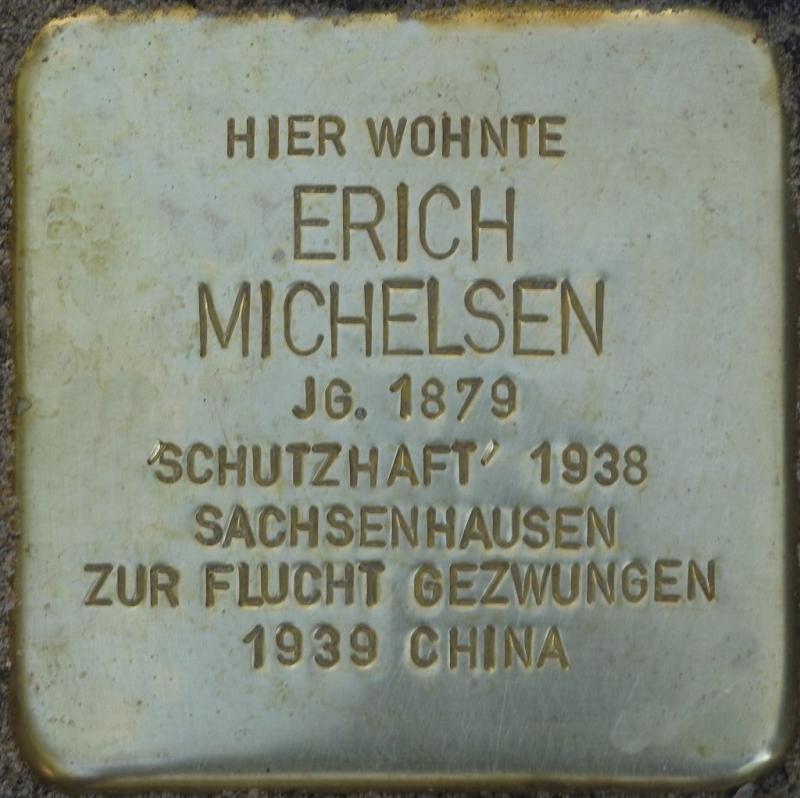 HIER WOHNTE
ERICH
MICHELSEN
JG. 1879
'SCHUTZHAFT' 1938
SACHSENHAUSEN
ZUR FLUCHT GEZWUNGEN
1939 CHINA